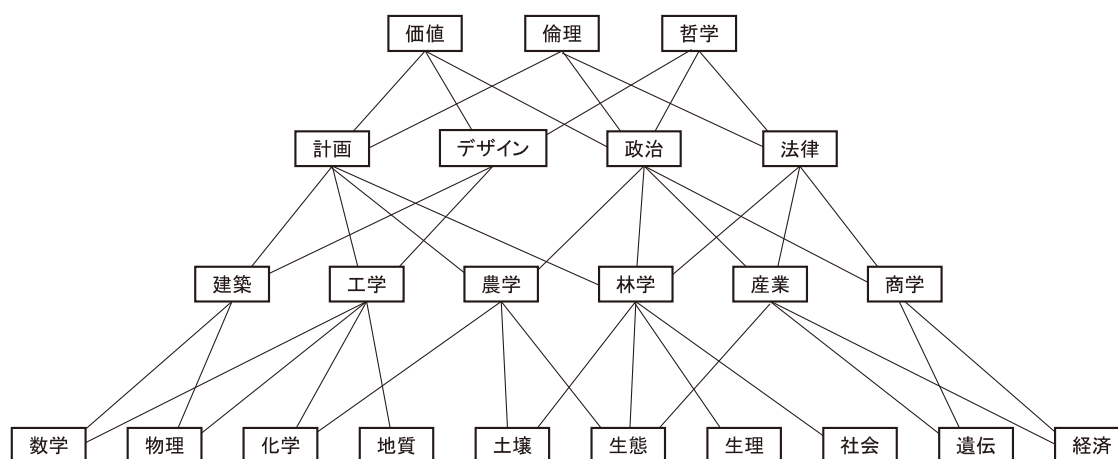 価値
倫理
哲学
計画
デザイン
政治
法律
建築
工学
農学
林学
産業
商学
数学
物理
化学
地質
土壌
生態
生理
社会
遺伝
経済